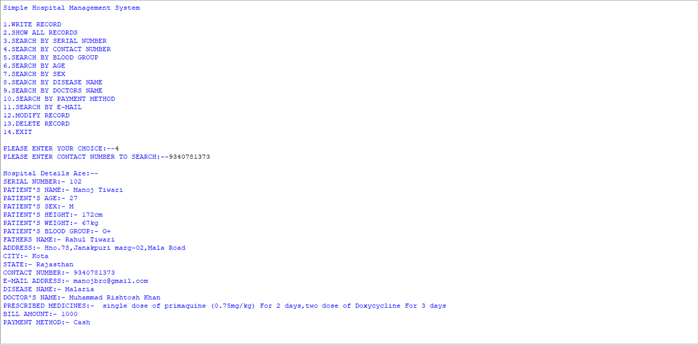 Simple Hospital Management System
1.WRITE RECORD
2.SHOW ALL RECORDS
3.SEARCH BY SERIAL NUMBER
4.SEARCH BY CONTACT NUMBER
5.SEARCH BY BLOOD GROUP
6.SEARCH BY AGE
7.SEARCH BY SEX
8.SEARCH BY DISEASE NAME
9.SEARCH BY DOCTORS NAME
10.SEARCH BY PAYMENT METHOD
11.SEARCH BY E-MAIL
12.MODIFY RECORD
13.DELETE RECORD
14.EXIT
PLEASE ENTER YOUR CHOICE:--4
PLEASE ENTER CONTACT NUMBER TO SEARCH:--9340781373
Hospital Details Are:--
SERIAL NUMBER:- 102
PATIENT'S NAME:- Manoj Tiwari
PATIENT'S AGE:- 27
PATIENT'S SEX:- M
PATIENT'S HEIGHT:- 172cm
PATIENT'S WEIGHT:- 67kg
PATIENT'S BLOOD GROUP:- O+
FATHERS NAME:- Rahul Tiwari
ADDRESS:- Hno.78,Janakpuri marg-02,Mala Road
CITY:- Kota
STATE:- Rajasthan
CONTACT NUMBER:- 9340781373
E-MAIL ADDRESS:- manojbro@gmail.com
DISEASE NAME:- Malaria
DOCTOR'S NAME:- Muhammad Rishtosh Khan
PRESCRIBED MEDICINES:-  single dose of primaquine (0.75mg/kg) For 2 days,two dose of Doxycycline For 3 days
BILL AMOUNT:- 1000
PAYMENT METHOD:- Cash